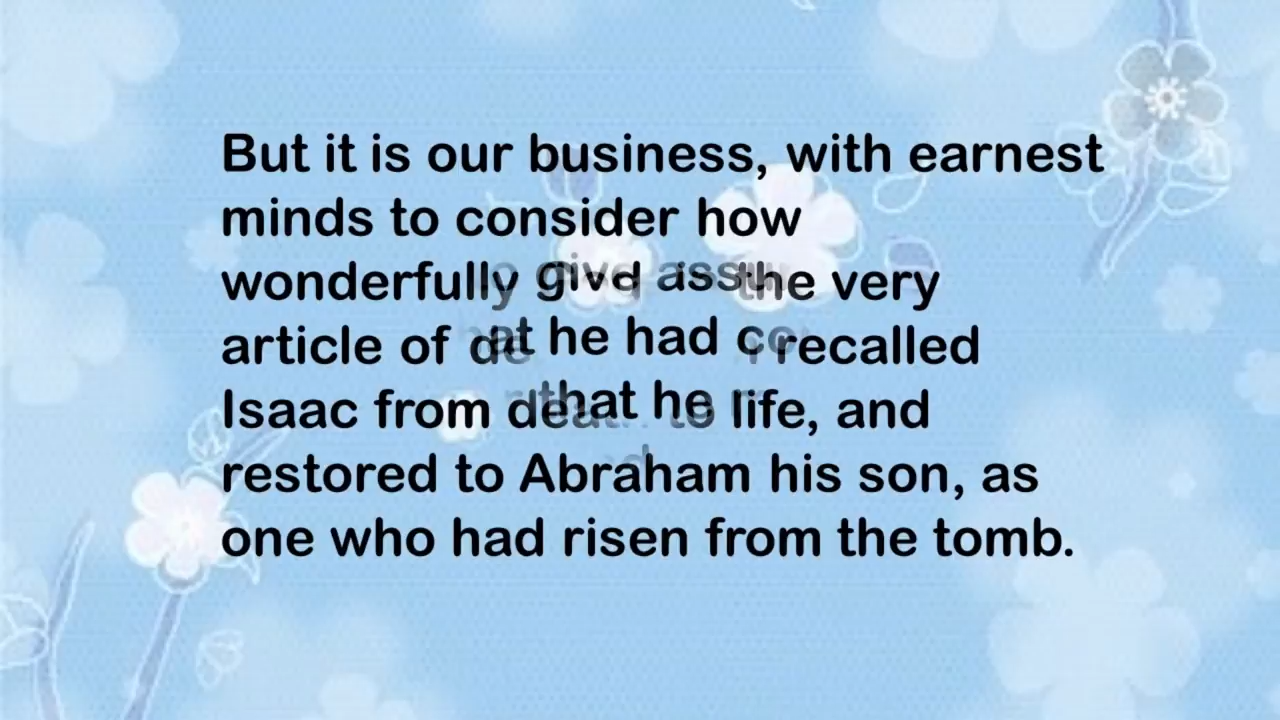 But it is our business, with earnest
minds to consider how
wonderfully the very
article of recalled
Isaac from life, and
restored to Abraham his son, as
one who had risen from the tomb.